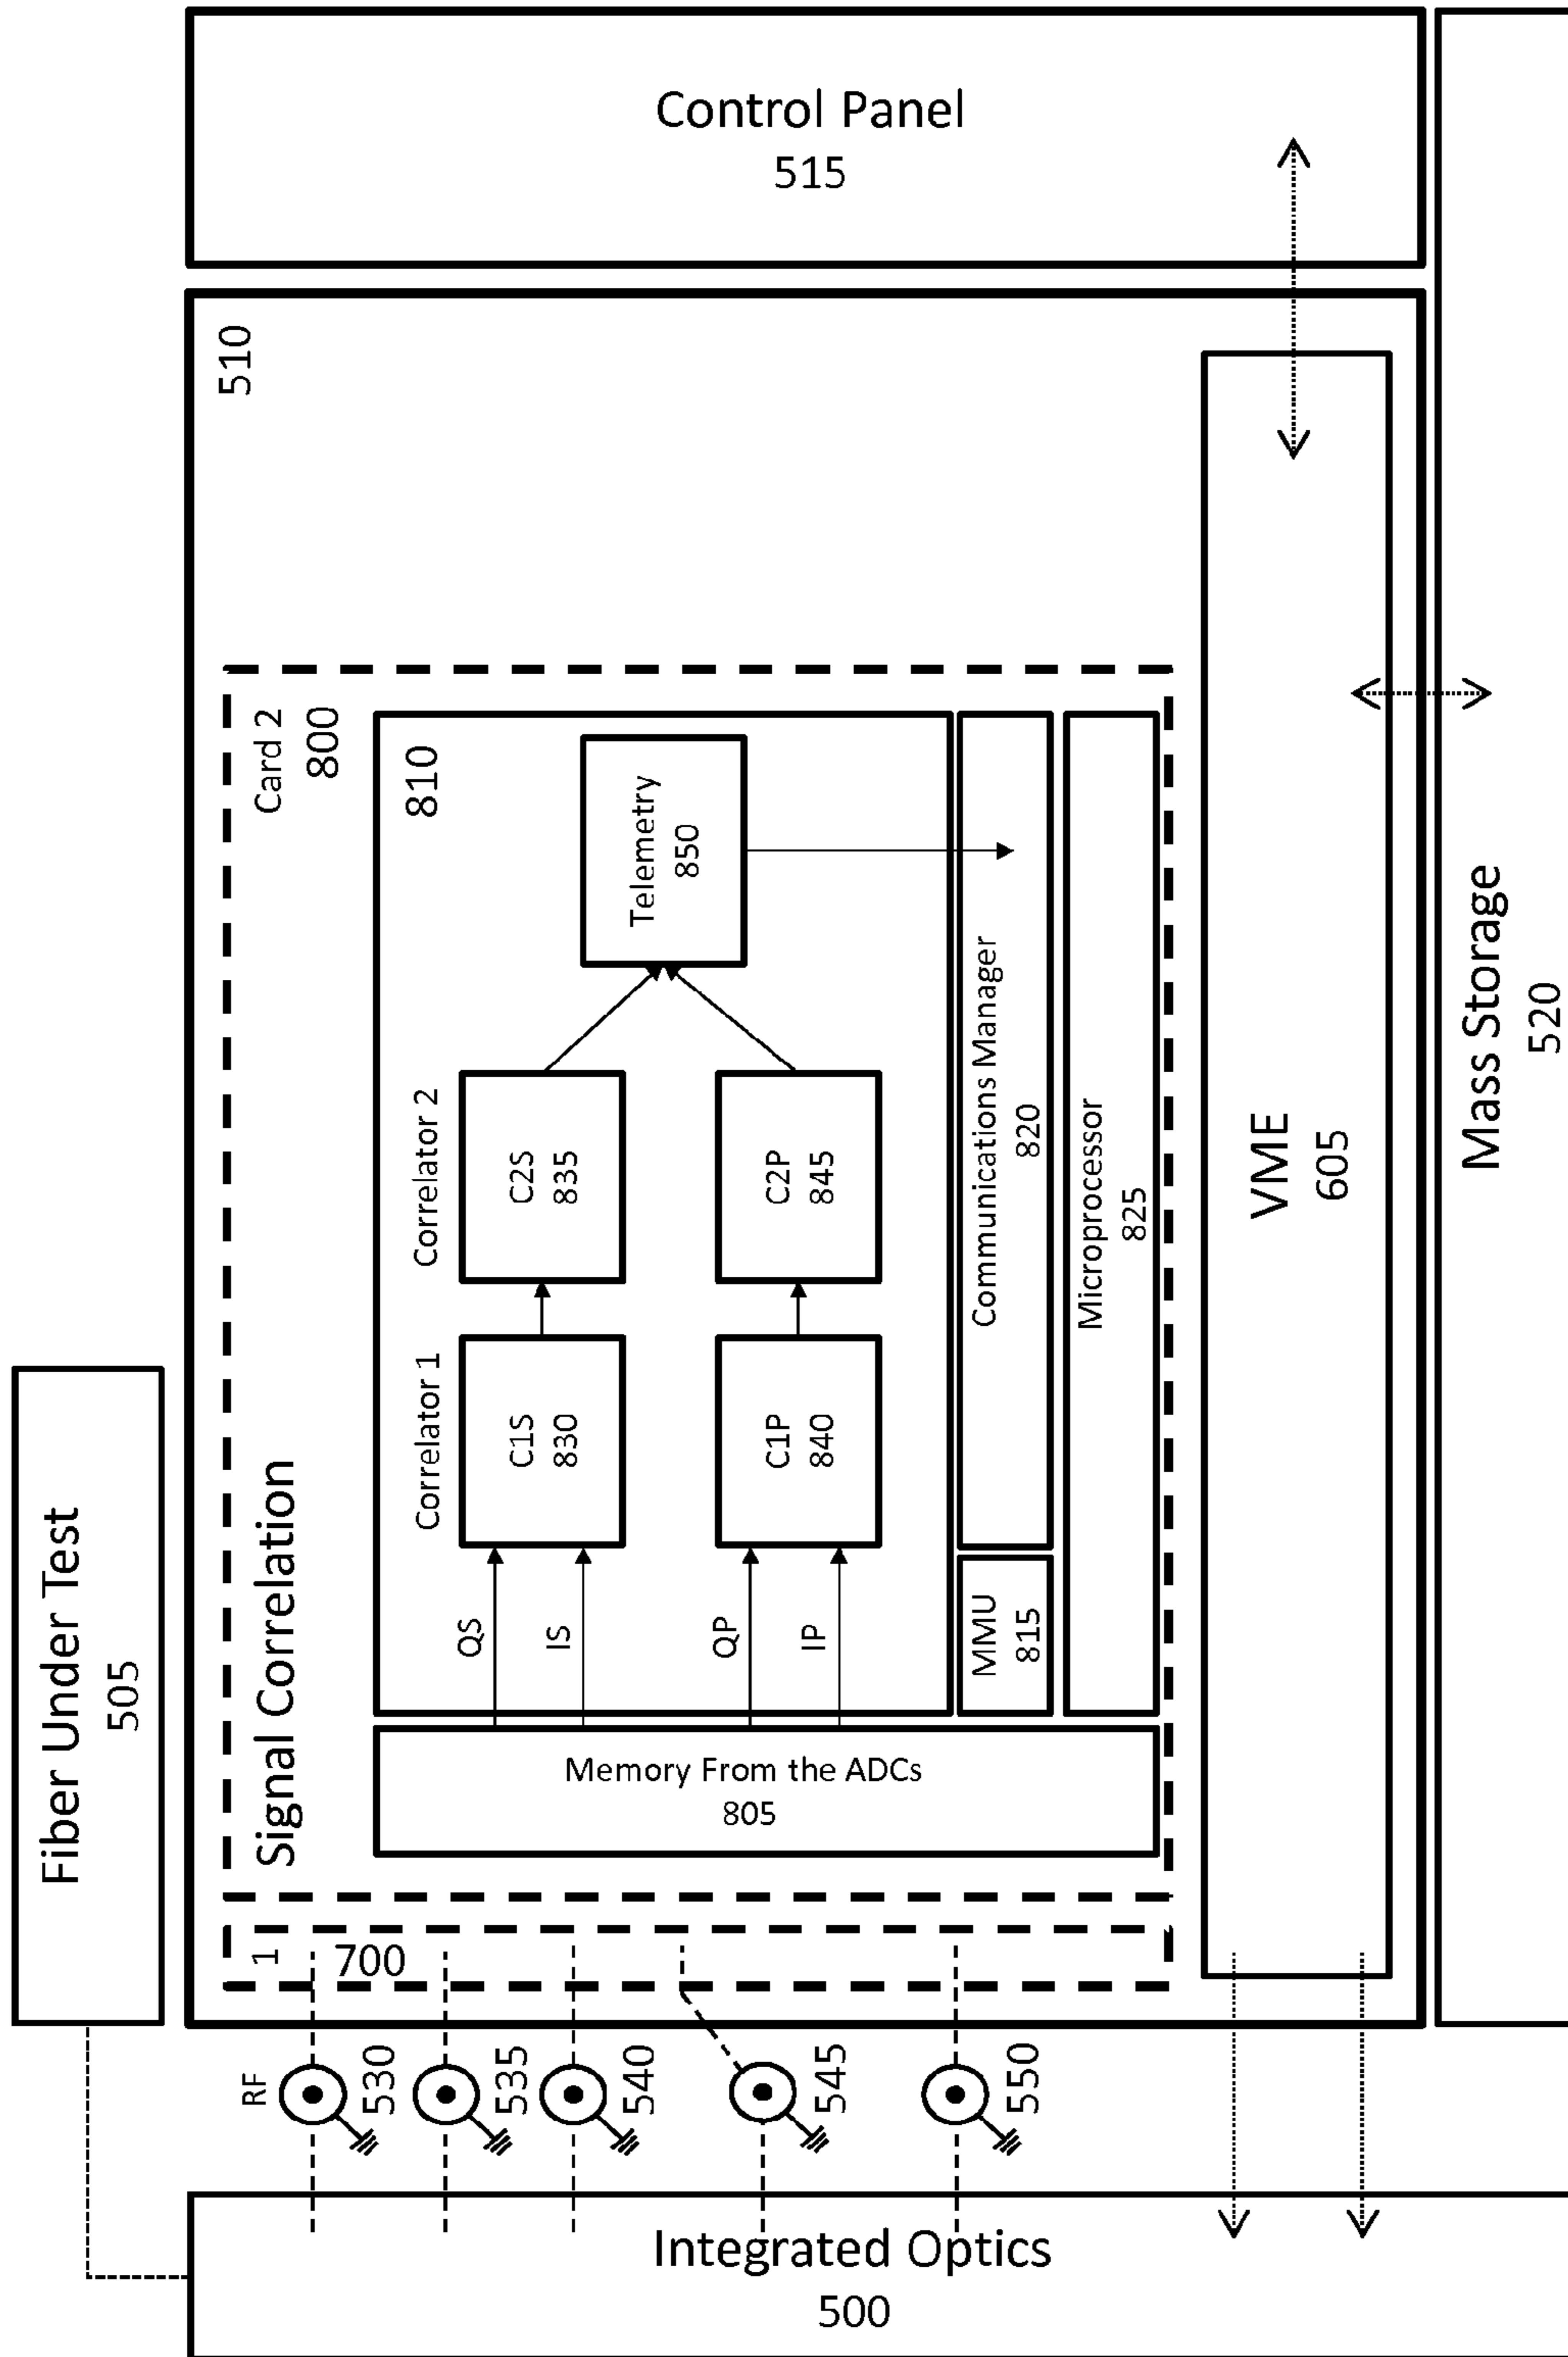 Control Panel
515
510
Card 2
800
810
Telemetry
850
Correlator 2
C2S
835
C2P
845
Correlator 1
C1S
830
C1P
840
QS
IS
QP
IP
Communications Manager
820
Microprocessor
825
MMU
815
VME
605
Mass Storage
520
Fiber Under Test
505
Signal Correlation
Memory From the ADCs
805
1
700
RF
530
535
540
545
550
Integrated Optics
500